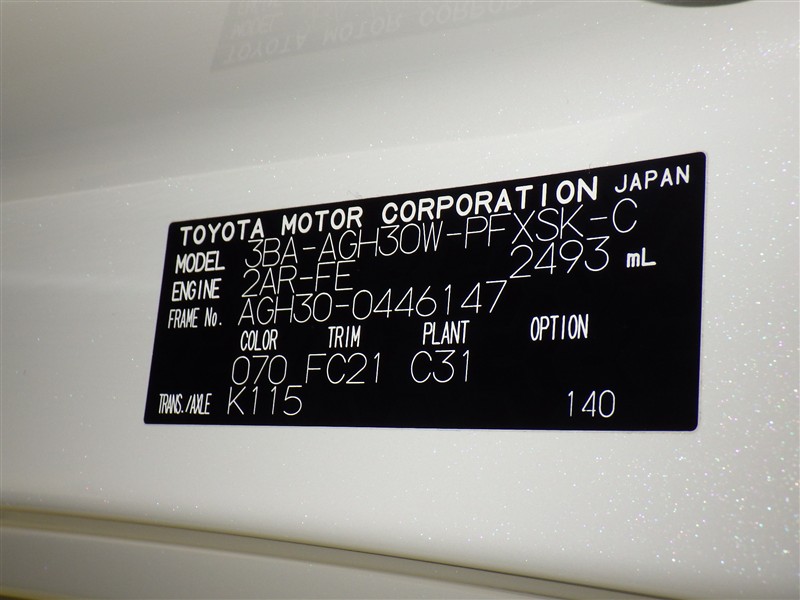 TOYOTA MOTOR CORPORATION JAPAN
MODEL 3BA-AGH30W-PFXSK-C
ENGINE 2AR-FE 2493 mL
FRAME No. AGH30-0446147
COLOR TRIM PLANT OPTION
070 FC21 C31
TRANS./AXLE K115 140